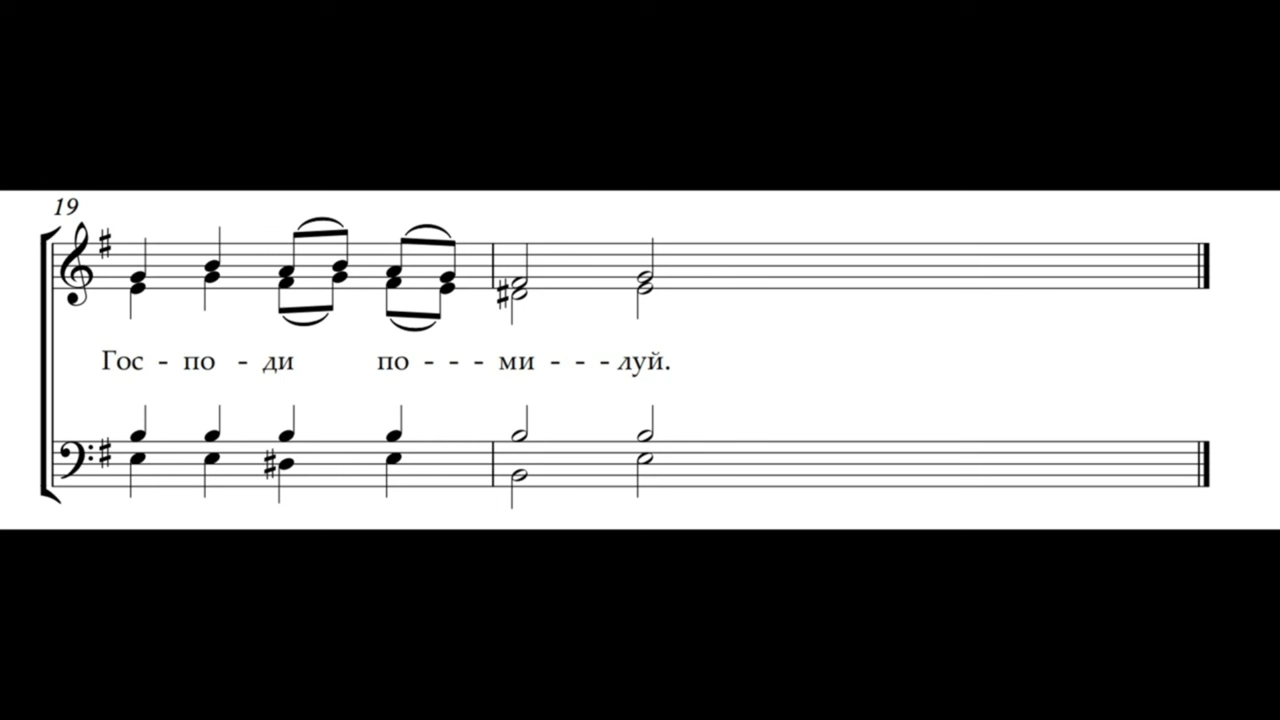 19
Гос - по - ди по - - - ми - - - луй.